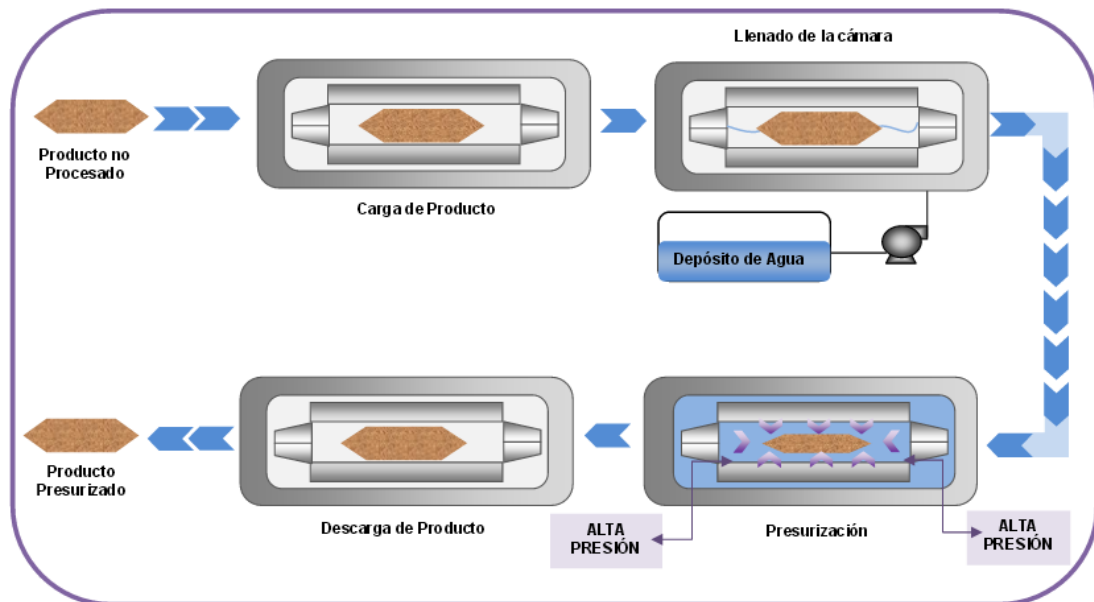 Llenado de la cámara
Producto no
Procesado
Carga de Producto
Depósito de Agua
Producto
Presurizado
Descarga de Producto
ALTA
PRESIÓN
Presurización
ALTA
PRESIÓN